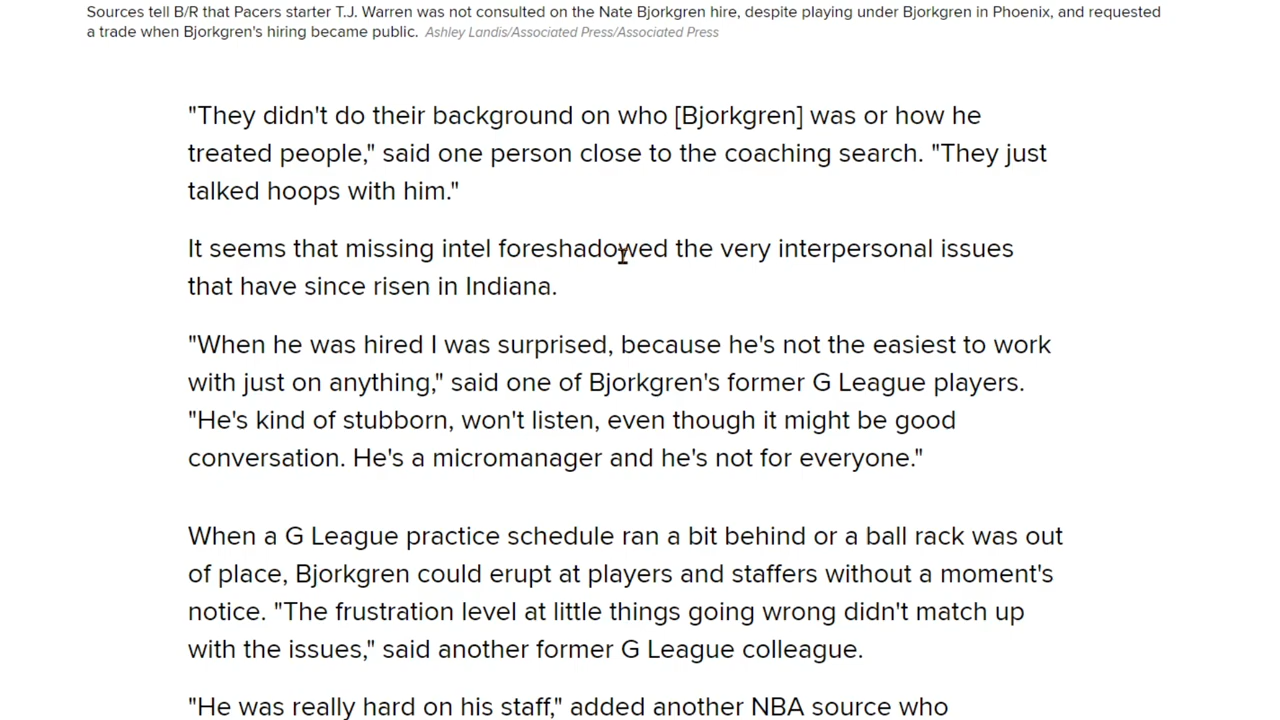 Sources tell B/R that Pacers starter T.J. Warren was not consulted on the Nate Bjorkgren hire, despite playing under Bjorkgren in Phoenix, and requested
a trade when Bjorkgren's hiring became public. Ashley Landis/Associated Press/Associated Press
"They didn't do their background on who [Bjorkgren] was or how he
treated people," said one person close to the coaching search. "They just
talked hoops with him."
It seems that missing intel foreshadowed the very interpersonal issues
that have since risen in Indiana.
"When he was hired I was surprised, because he's not the easiest to work
with just on anything," said one of Bjorkgren's former G League players.
"He's kind of stubborn, won't listen, even though it might be good
conversation. He's a micromanager and he's not for everyone."
When a G League practice schedule ran a bit behind or a ball rack was out
of place, Bjorkgren could erupt at players and staffers without a moment's
notice. "The frustration level at little things going wrong didn't match up
with the issues," said another former G League colleague.
"He was really hard on his staff," added another NBA source who